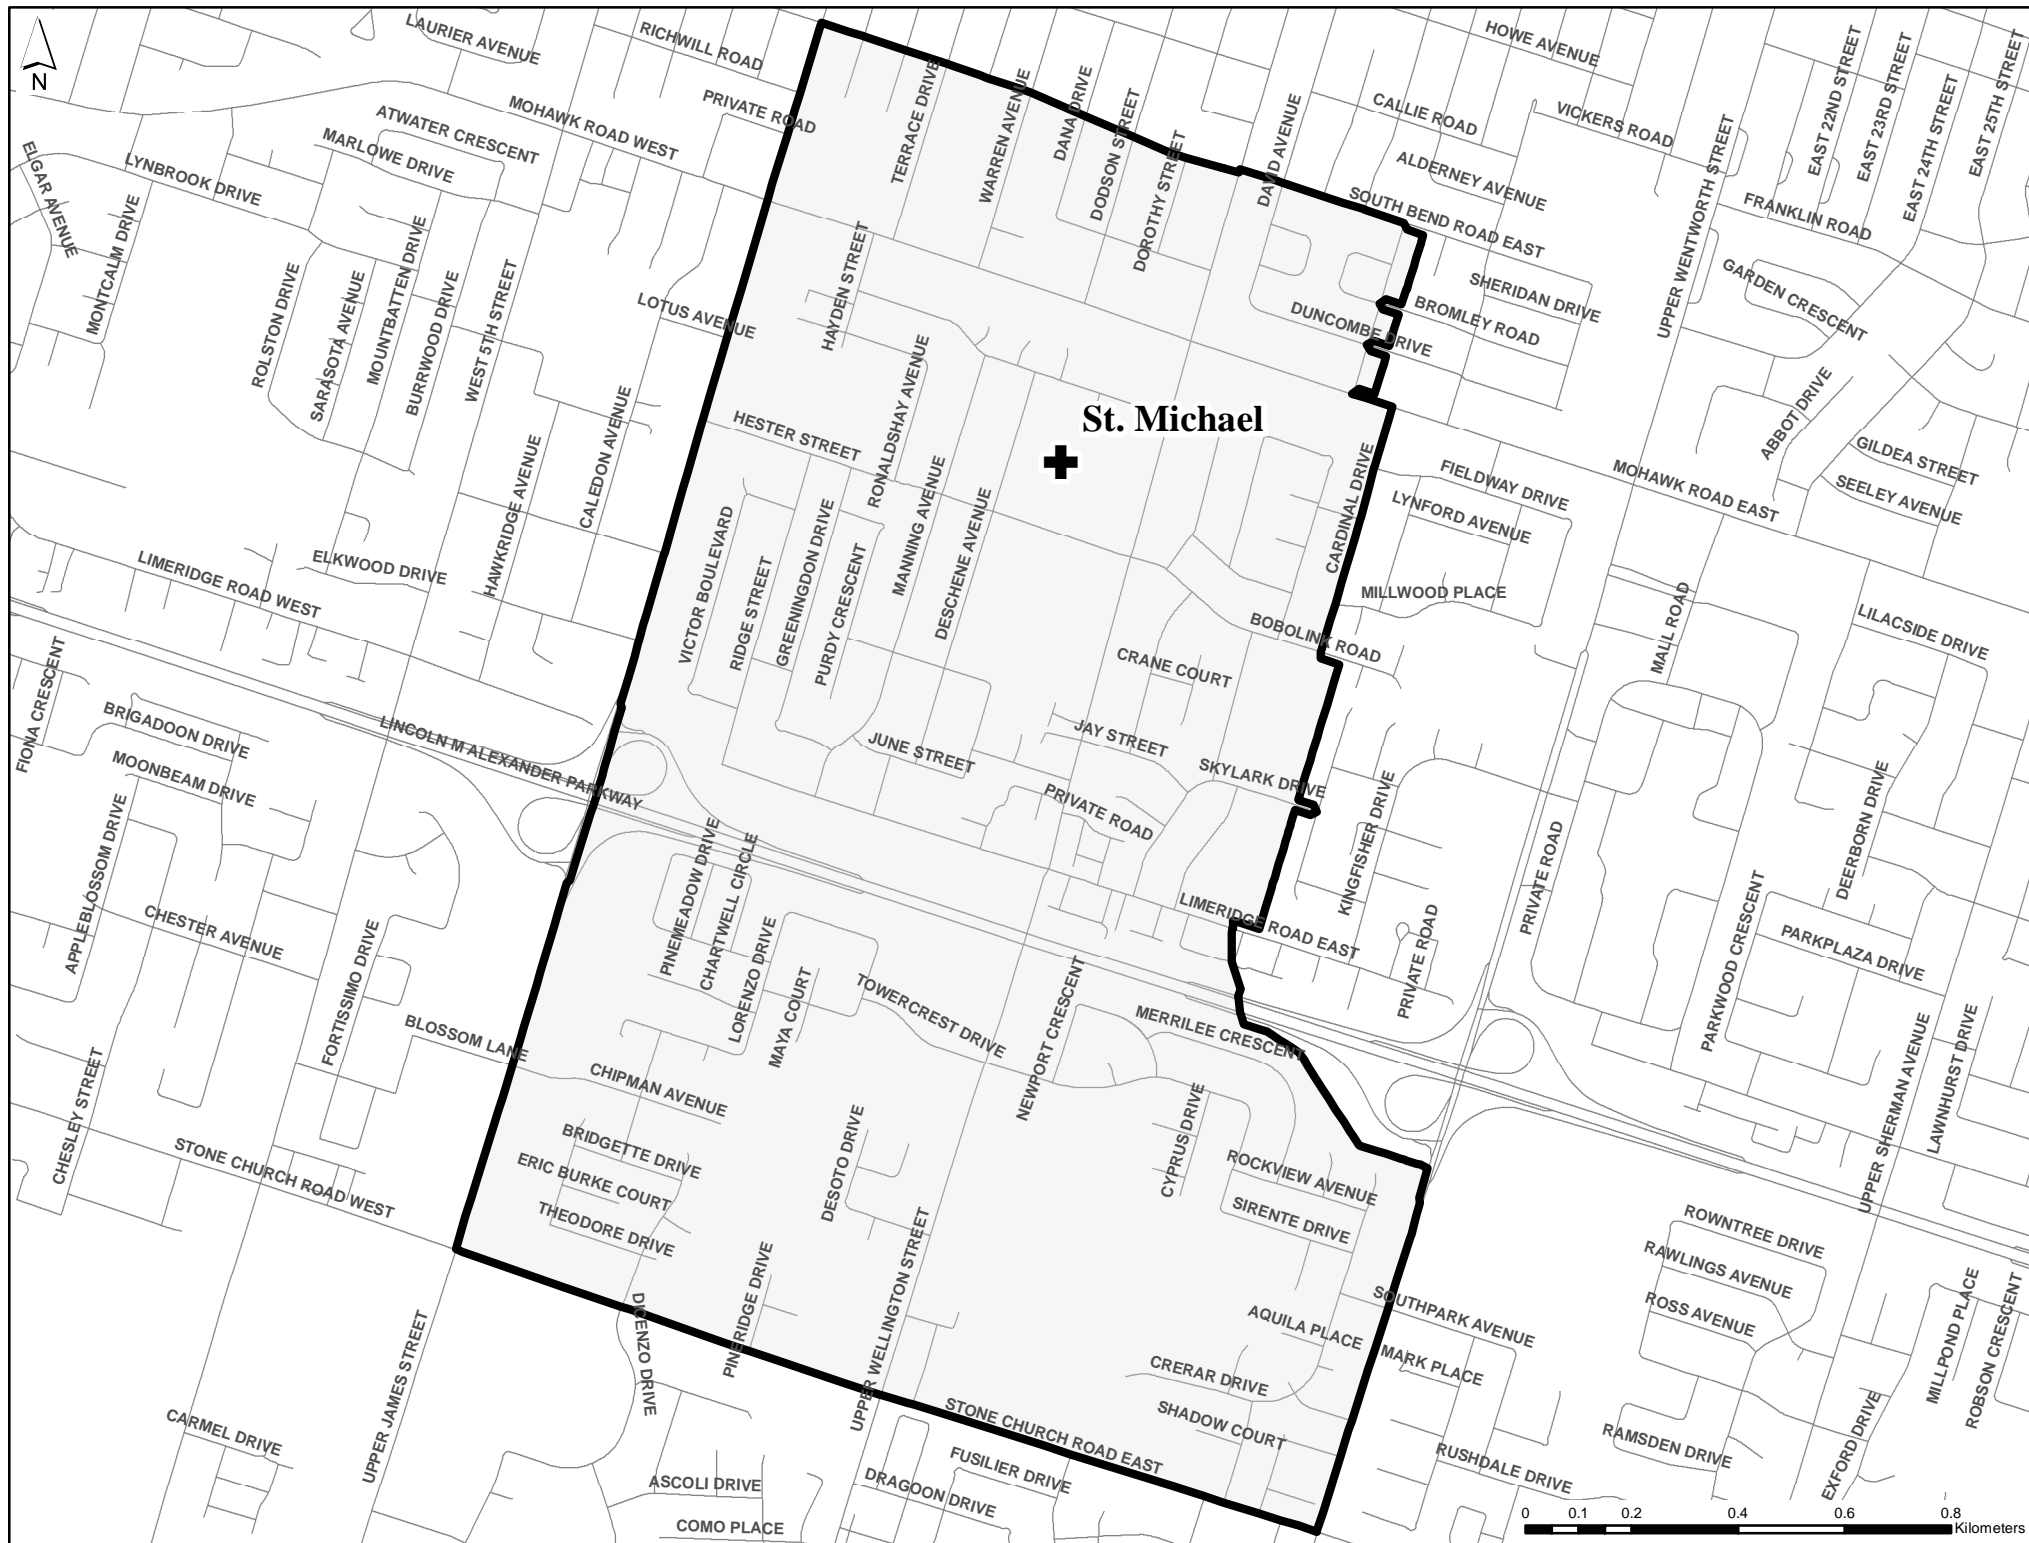 LAURIER AVENUE
RICHWILL ROAD
HOWE AVENUE
N
PRIVATE ROAD
MOHAWK ROAD WEST
ATWATER CRESCENT
MARLOWE DRIVE
LYNBROOK DRIVE
ELGAR AVENUE
MONTCALM DRIVE
TERRACE DRIVE
WARREN AVENUE
DANA DRIVE
DODSON STREET
DOROTHY STREET
DAVID AVENUE
CALLIE ROAD
VICKERS ROAD
ALDERNEY AVENUE
SOUTH BEND ROAD EAST
UPPER WENTWORTH STREET
EAST 22ND STREET
EAST 23RD STREET
EAST 24TH STREET
EAST 25TH STREET
FRANKLIN ROAD
GARDEN CRESCENT
SHERIDAN DRIVE
BROMLEY ROAD
DUNCOMBE DRIVE
ROLSTON DRIVE
SARASOTA AVENUE
MOUNTBATTEN DRIVE
BURRWOOD DRIVE
WEST 5TH STREET
LOTUS AVENUE
HAYDEN STREET
HESTER STREET
RONALDSHAY AVENUE
St. Michael
ABBOT DRIVE
GILDEA STREET
SEELEY AVENUE
MOHAWK ROAD EAST
FIELDWAY DRIVE
LYNFORD AVENUE
CARDINAL DRIVE
HAWKRIDGE AVENUE
CALEDON AVENUE
ELKWOOD DRIVE
LIMERIDGE ROAD WEST
VICTOR BOULEVARD
RIDGE STREET
GREENINGDON DRIVE
PURDY CRESCENT
MANNING AVENUE
DESCHENE AVENUE
MILLWOOD PLACE
BOBOLINK ROAD
MALL ROAD
LILACSIDE DRIVE
CRANE COURT
FIONA CRESCENT
BRIGADOON DRIVE
MOONBEAM DRIVE
LINCOLN M ALEXANDER PARKWAY
JUNE STREET
JAY STREET
SKYLARK DRIVE
PRIVATE ROAD
KINGFISHER DRIVE
PRIVATE ROAD
DEERBORN DRIVE
APPLEBLOSSOM DRIVE
CHESTER AVENUE
FORTISSIMO DRIVE
PINEMEADOW DRIVE
CHARTWELL CIRCLE
LORENZO DRIVE
MAYA COURT
TOWERCREST DRIVE
NEWPORT CRESCENT
LIMERIDGE ROAD EAST
PRIVATE ROAD
PARKWOOD CRESCENT
PARKPLAZA DRIVE
MERRILEE CRESCENT
BLOSSOM LANE
CHIPMAN AVENUE
CHESLEY STREET
STONE CHURCH ROAD WEST
BRIDGETTE DRIVE
ERIC BURKE COURT
THEODORE DRIVE
DESOTO DRIVE
CYPRUS DRIVE
ROCKVIEW AVENUE
SIRENTE DRIVE
UPPER SHERMAN AVENUE
LAWNHURST DRIVE
ROWNTREE DRIVE
RAWLINGS AVENUE
ROSS AVENUE
MILLPOND PLACE
ROBSON CRESCENT
DICENZO DRIVE
PINERIDGE DRIVE
UPPER WELLINGTON STREET
AQUILA PLACE
SOUTHPARK AVENUE
MARK PLACE
CRERAR DRIVE
SHADOW COURT
STONE CHURCH ROAD EAST
UPPER JAMES STREET
CARMEL DRIVE
ASCOLI DRIVE
COMO PLACE
DRAGOON DRIVE
FUSILIER DRIVE
RUSHDALE DRIVE
RAMSDEN DRIVE
EXFORD DRIVE
0 0.1 0.2 0.4 0.6 0.8
Kilometers